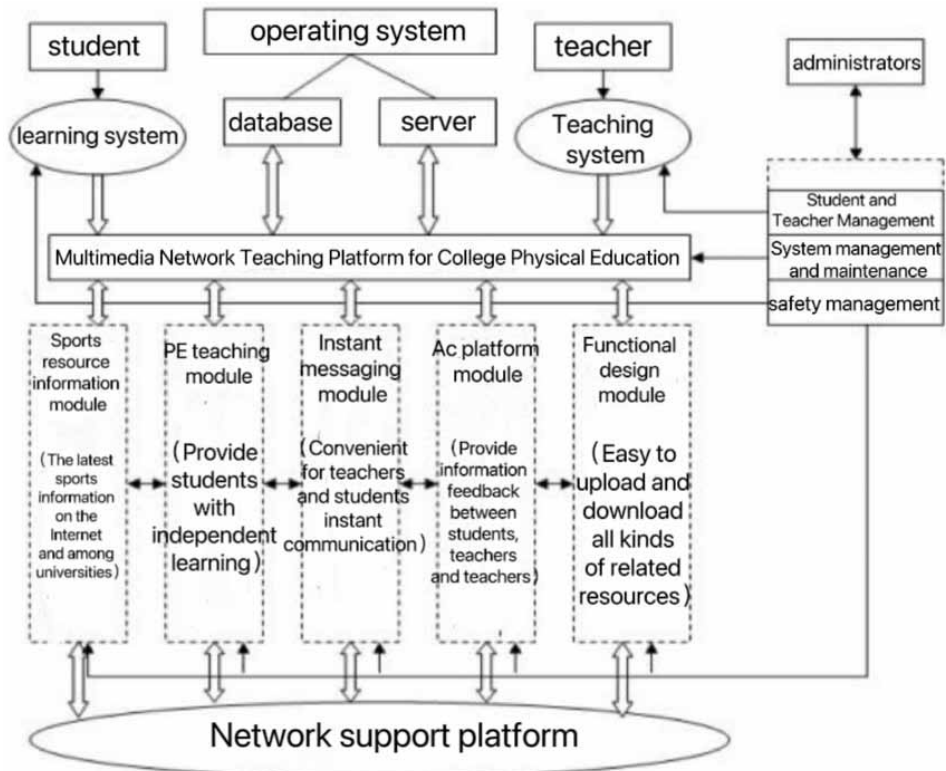 student
operating system
teacher
administrators
learning system
database
server
Teaching
system
Student and
Teacher Management
System management
and maintenance
safety management
Multimedia Network Teaching Platform for College Physical Education
Sports
resource
information
module
(The latest
sports
information
on the
Internet
and among
universities)
PE teaching
module
(Provide
students
with
independent
learning)
Instant
messaging
module
(Convenient
for teachers
and students
instant
communication)
Ac platform
module
(Provide
information
feedback
between
students,
teachers
and teachers)
Functional
design
module
(Easy to
upload and
download
all kinds
of related
resources)
Network support platform